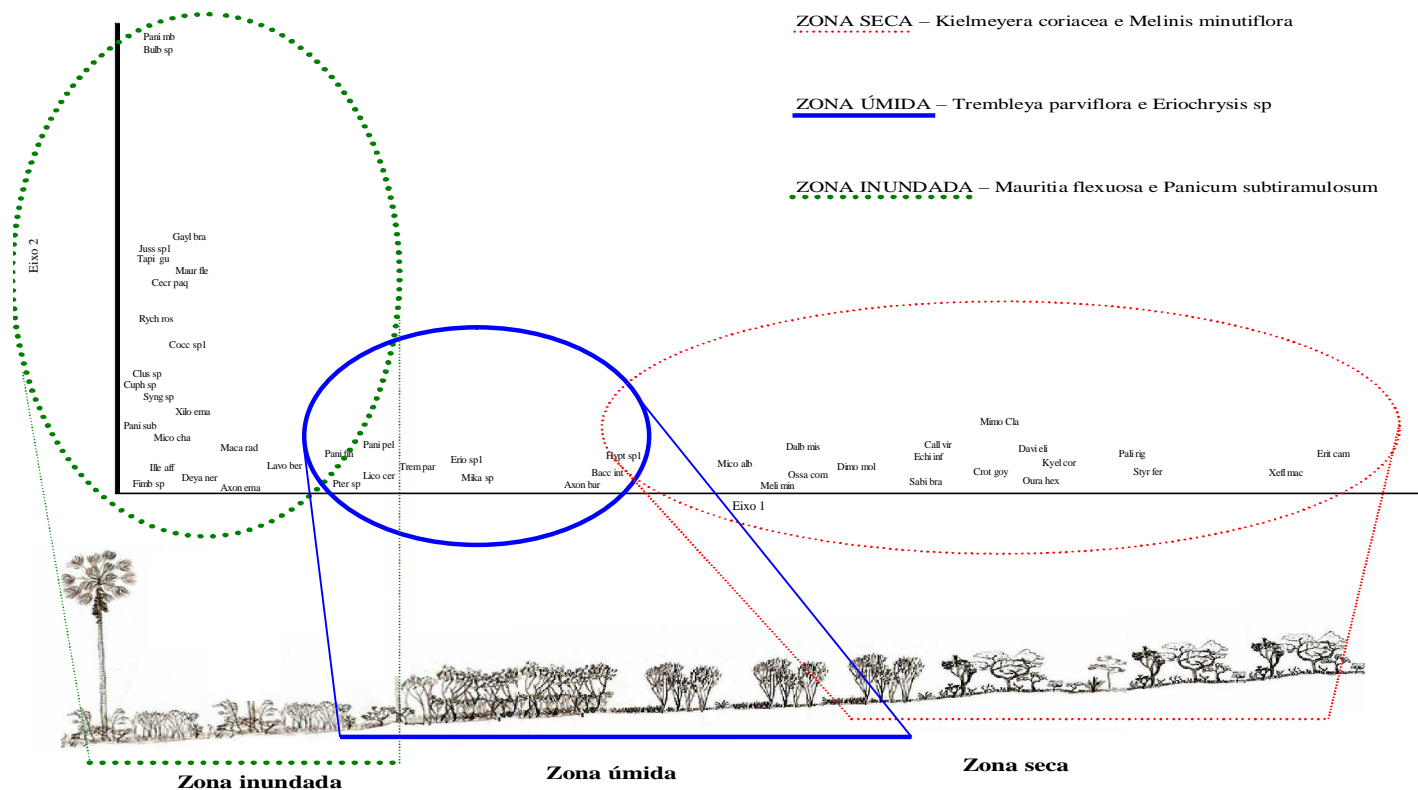 ZONA SECA – Kielmeyera coriacea e Melinis minutiflora
ZONA ÚMIDA – Trembleya parviflora e Eriochrysis sp
ZONA INUNDADA – Mauritia flexuosa e Panicum subtiramulosum
Eixo 2
Pani mb
Bulb sp
Gayl bra
Juss sp1
Tapi gu
Maur fle
Cecr paq
Rych ros
Cocc sp1
Clus sp
Cuph sp
Syng sp
Xilo ema
Pani sub
Mico cha
Maca rad
Ille aff
Lavo ber
Deya ner
Fimb sp
Axon ema
Pani pel
Trem par
Lico cer
Pter sp
Erio sp1
Mika sp
Hypt sp1
Bacc int
Axon bar
Mico alb
Meli min
Dalb mis
Ossa com
Dimo mol
Call vir
Echi inf
Sabi bra
Mimo Cla
Davi eli
Kyel cor
Crot goy
Oura hex
Pali rig
Styr fer
Erit cam
Xefl mac
Eixo 1
Zona inundada
Zona úmida
Zona seca